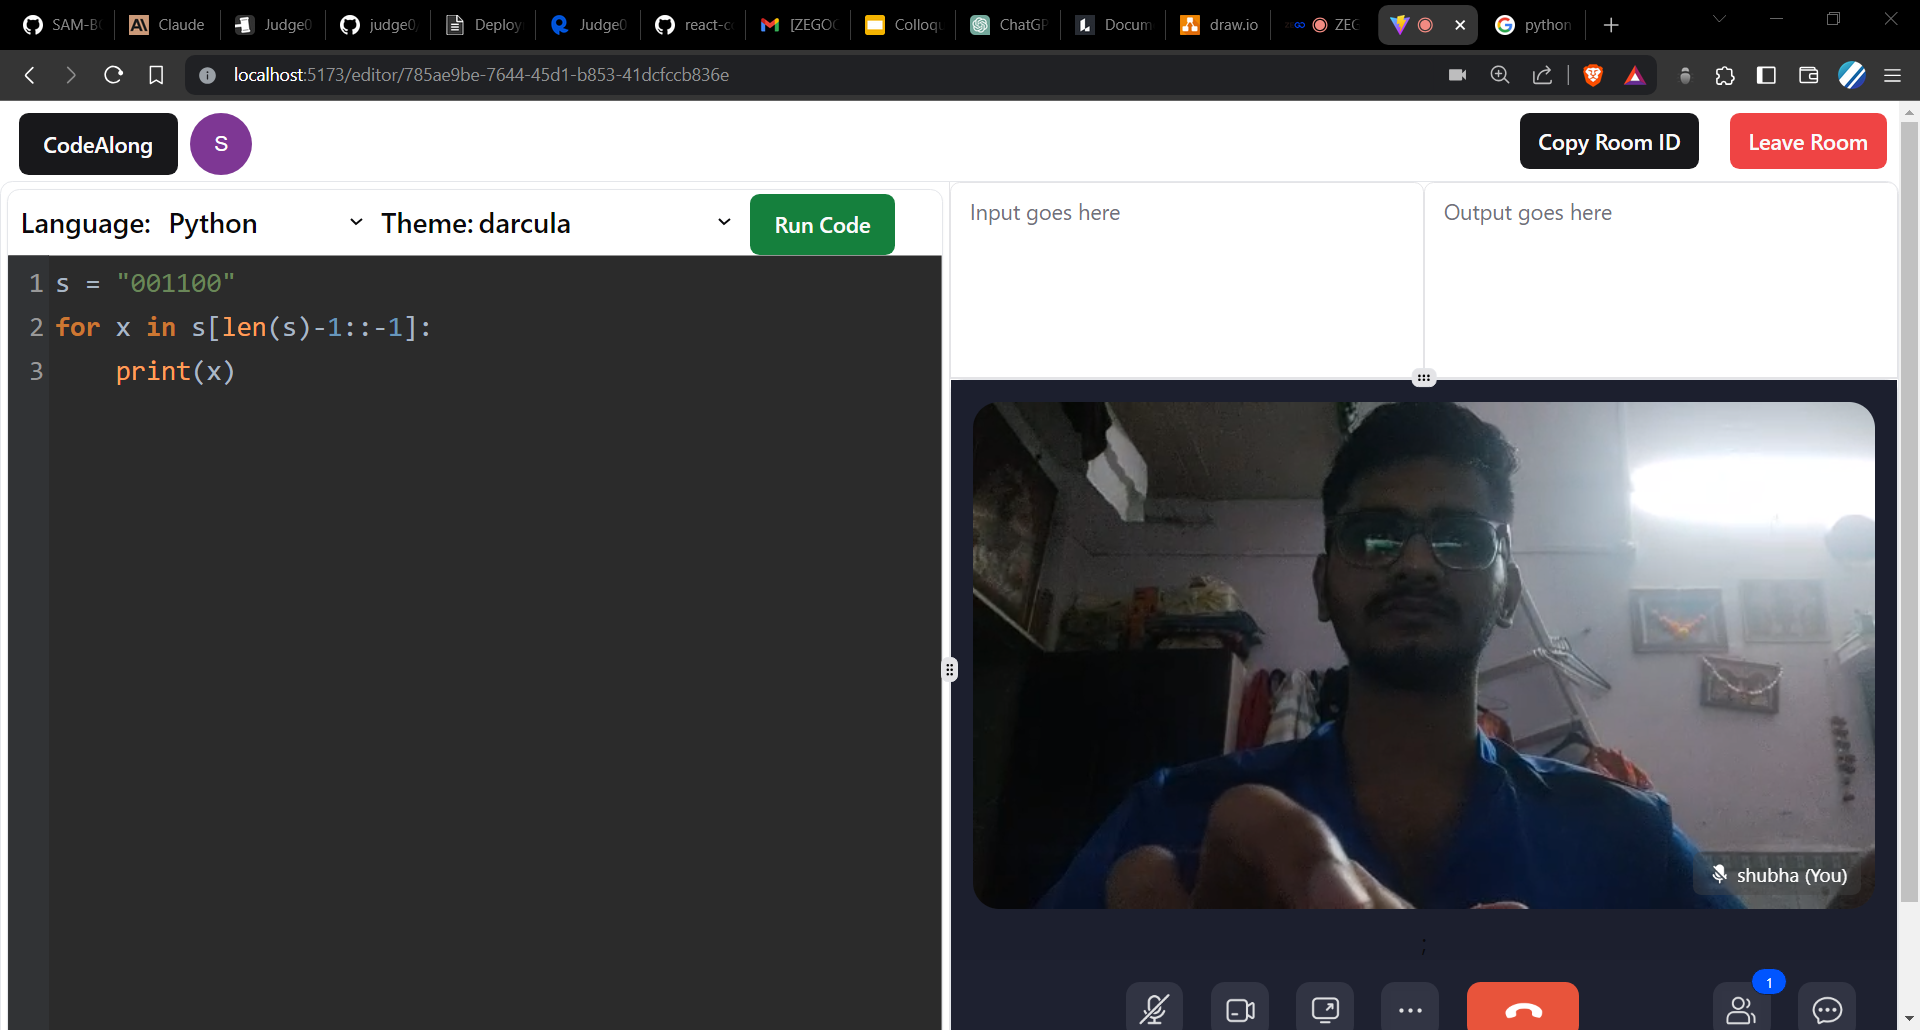 SAM-B
Claude
Judge0
judge0
Deploy
Judge0
react-c
[ZEGO
Colloq
ChatGP
Docum
draw.io
ZEG
python
localhost:5173/editor/785ae9be-7644-45d1-b853-41dcfccb836e
CodeAlong
S
Copy Room ID
Leave Room
Language: Python
Theme: darcula
Run Code
Input goes here
Output goes here
1 s = "001100"
2 for x in s[len(s)-1::-1]:
3     print(x)
shubha (You)
;
1